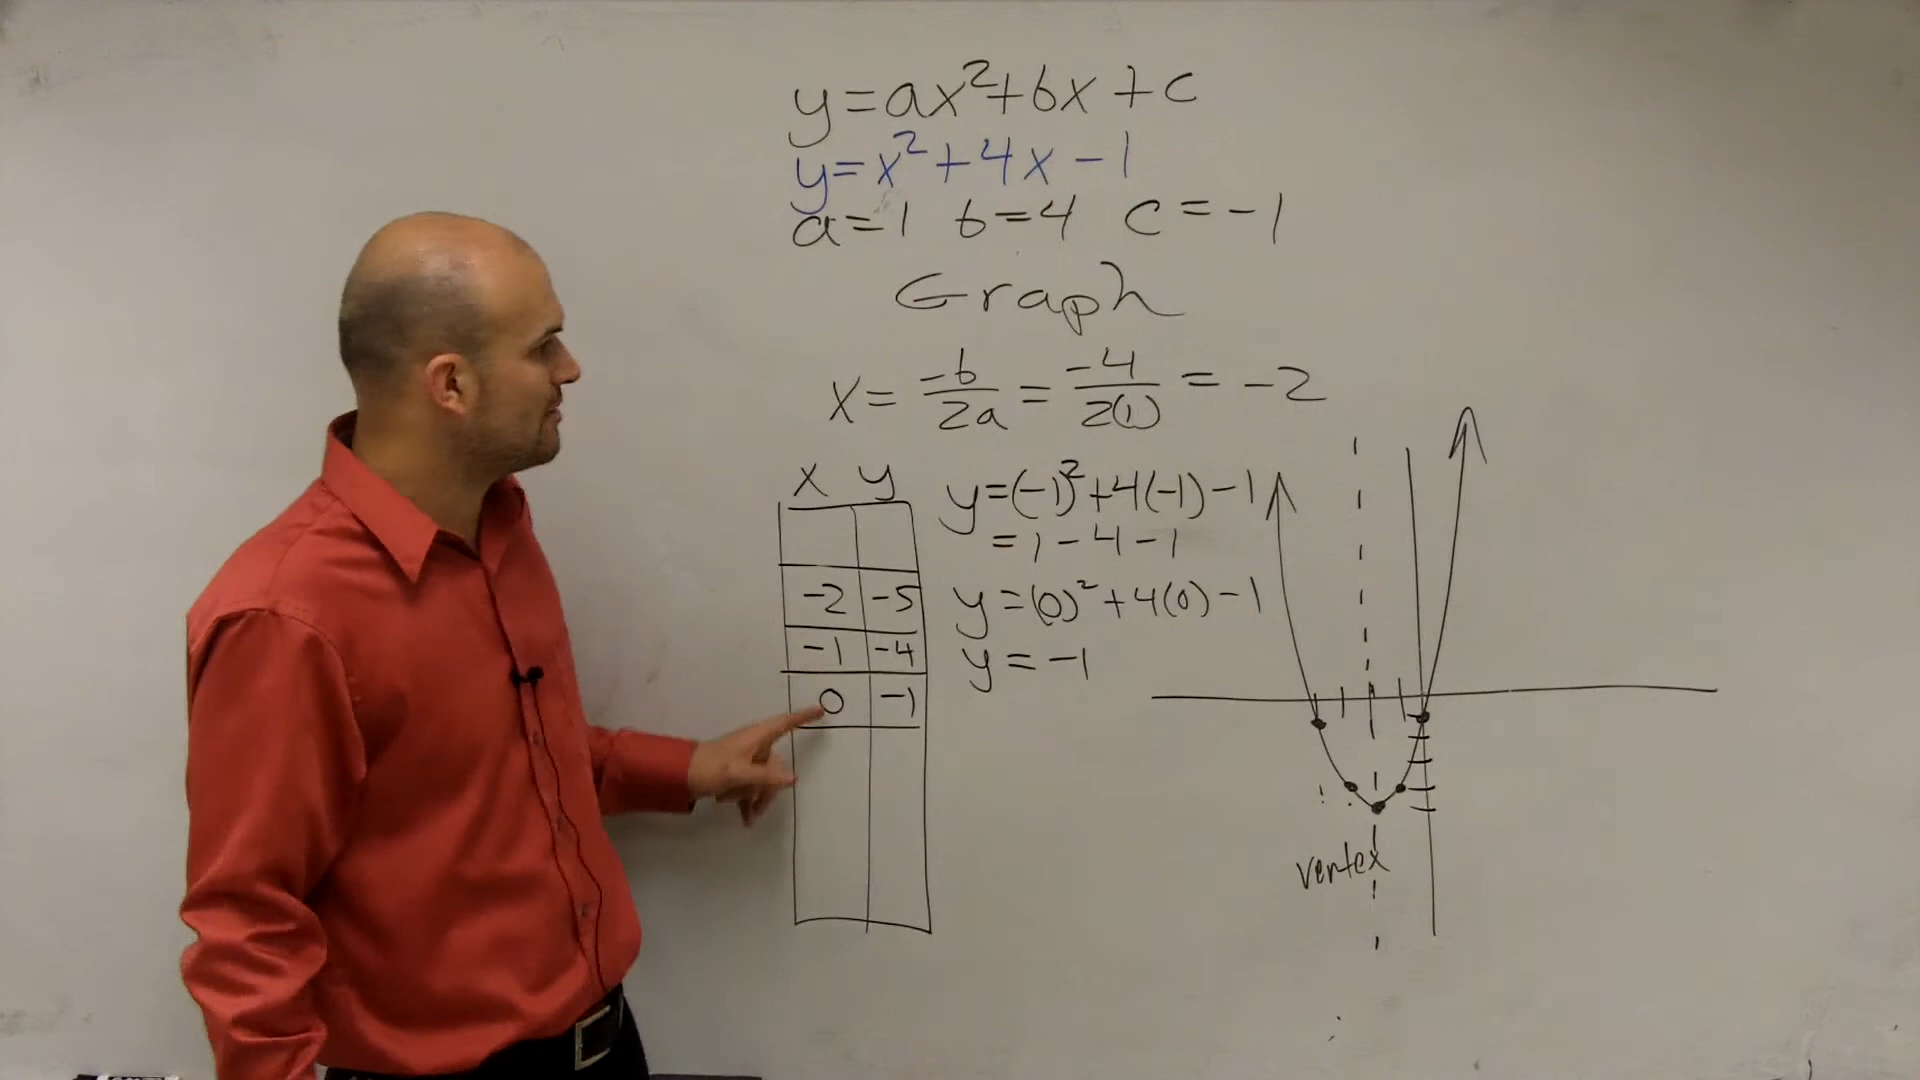 y=ax²+bx+c
y=x²+4x-1
a=1 b=4 c=-1
Graph
x = -b/2a = -4/2(1) = -2
x y
y=(-1)²+4(-1)-1
= 1-4-1
-2 -5
y=(0)²+4(0)-1
-1 -4
y=-1
0 -1
vertex